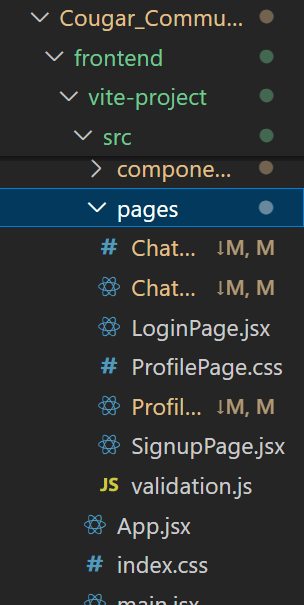 Cougar_Commu...
frontend
vite-project
src
compone...
pages
# Chat... ↓M, M
Chat... ↓M, M
LoginPage.jsx
# ProfilePage.css
Profil... ↓M, M
SignupPage.jsx
JS validation.js
App.jsx
# index.css
main.jsx